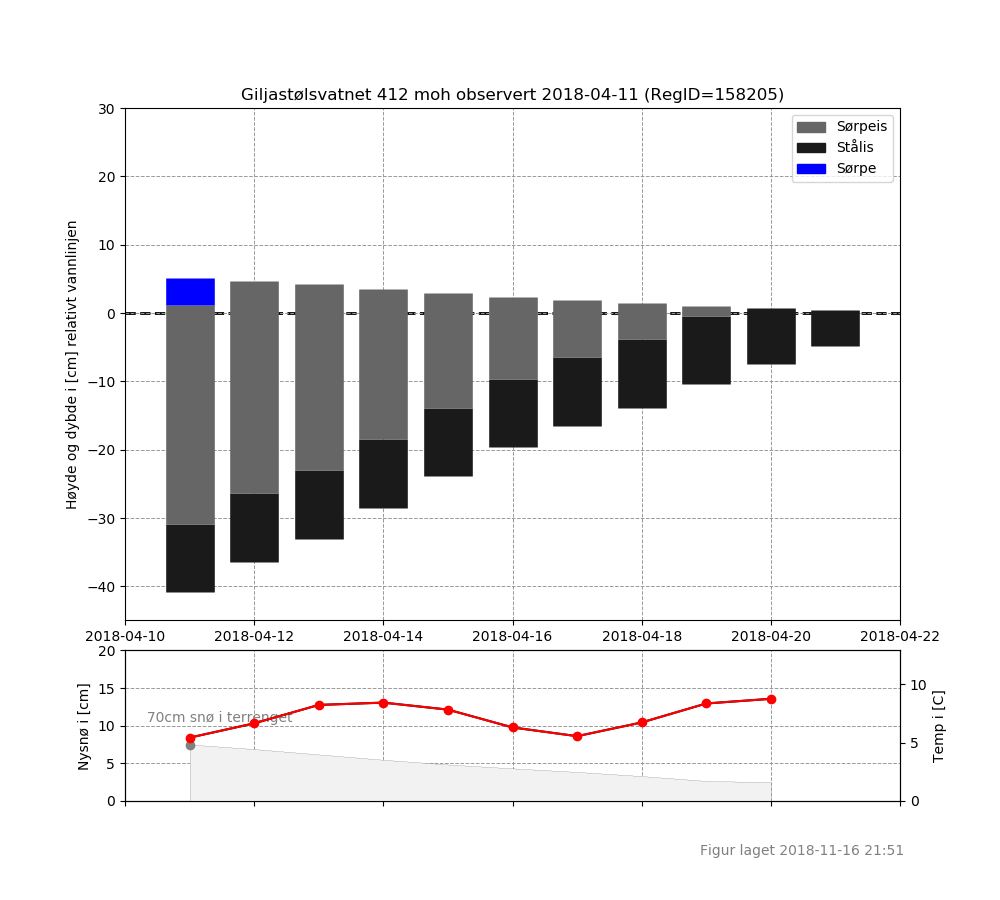 Giljastølsvatnet 412 moh observert 2018-04-11 (RegID=158205)
Høyde og dybde i [cm] relativt vannlinjen
30
20
10
0
−10
−20
−30
−40
Sørpeis
Stålis
Sørpe
2018-04-10
2018-04-12
2018-04-14
2018-04-16
2018-04-18
2018-04-20
2018-04-22
Nysnø i [cm]
20
15
10
5
0
70cm snø i terrenget
10
5
0
Temp i [C]
Figur laget 2018-11-16 21:51